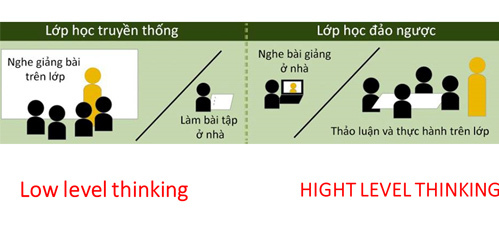 Lớp học truyền thống
Nghe giảng bài
trên lớp
Làm bài tập
ở nhà
Lớp học đảo ngược
Nghe bài giảng
ở nhà
Thảo luận và thực hành trên lớp
Low level thinking
HIGHT LEVEL THINKING